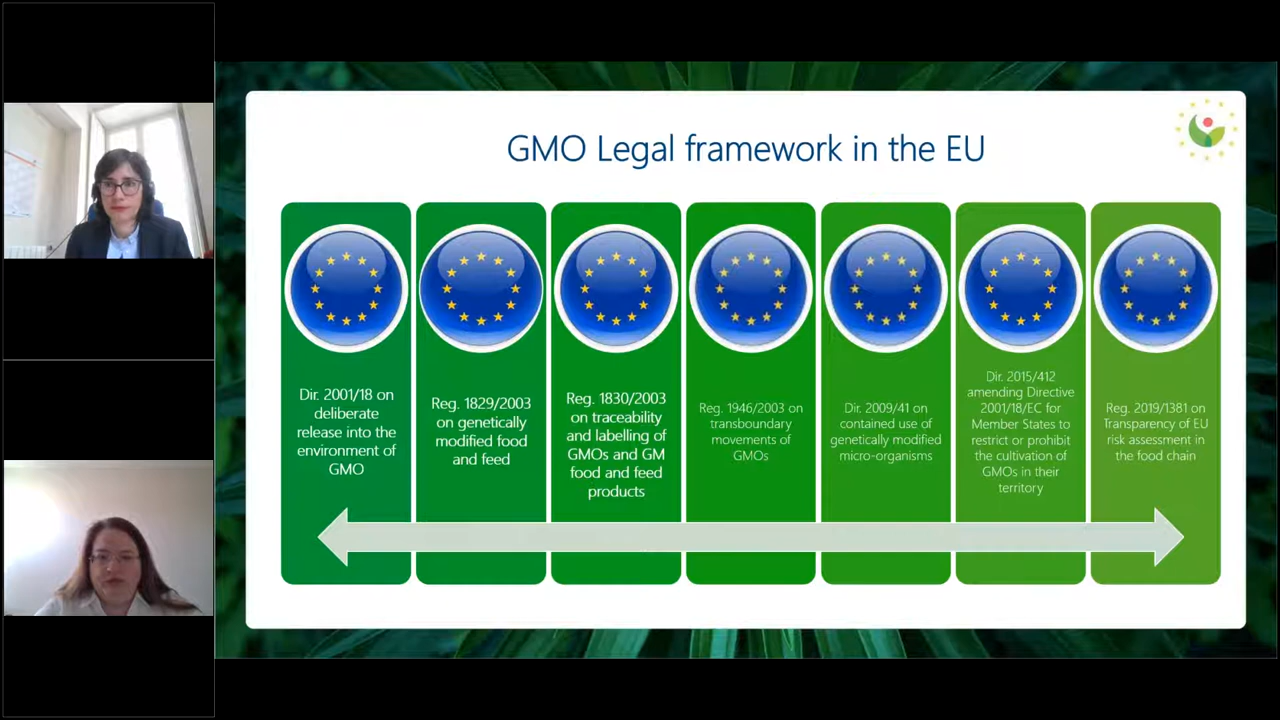 GMO Legal framework in the EU
Dir. 2001/18 on
deliberate
release into the
environment of
GMO
Reg. 1829/2003
on genetically
modified food
and feed
Reg. 1830/2003
on traceability
and labelling of
GMOs and GM
food and feed
products
Reg. 1946/2003 on
transboundary
movements of
GMOs
Dir. 2009/41 on
contained use of
genetically modified
micro-organisms
Dir. 2015/412
amending Directive
2001/18/EC for
Member States to
restrict or prohibit
the cultivation of
GMOs in their
territory
Reg. 2019/1381 on
Transparency of EU
risk assessment in
the food chain